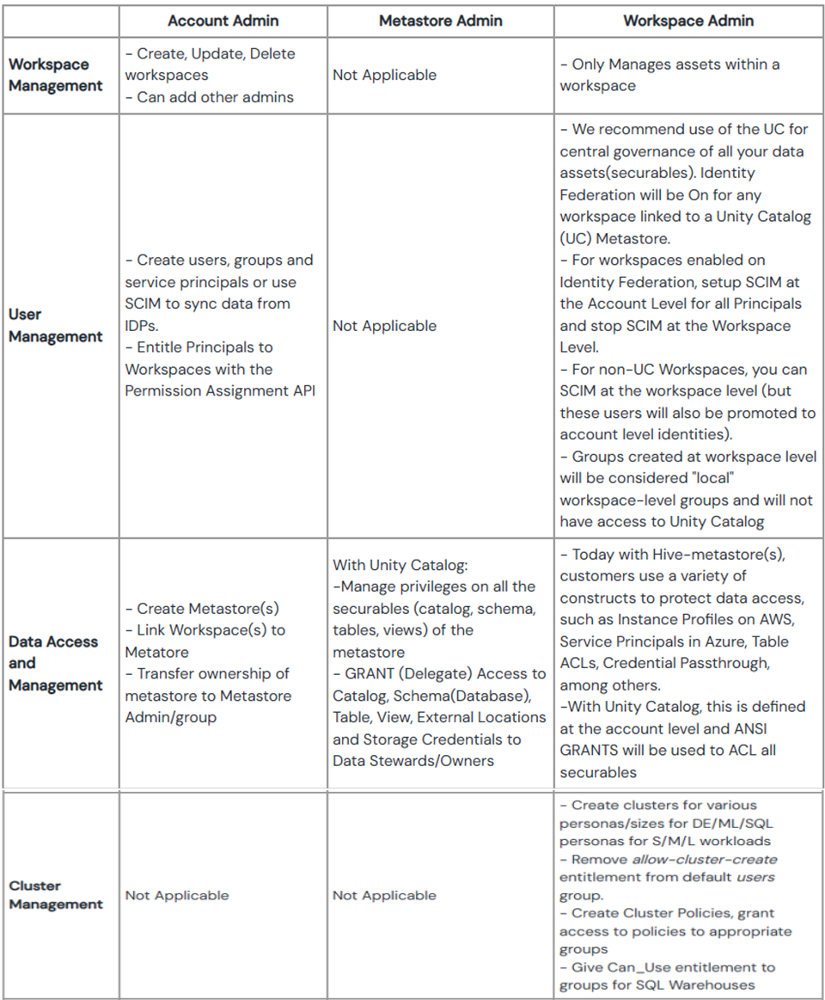 Account Admin
Metastore Admin
Workspace Admin
Workspace
Management
- Create, Update, Delete
workspaces
- Can add other admins
Not Applicable
- Only Manages assets within a
workspace
User
Management
- Create users, groups and
service principals or use
SCIM to sync data from
IDPs.
- Entitle Principals to
Workspaces with the
Permission Assignment API
Not Applicable
- We recommend use of the UC for
central governance of all your data
assets(securables). Identity
Federation will be On for any
workspace linked to a Unity Catalog
(UC) Metastore.
- For workspaces enabled on
Identity Federation, setup SCIM at
the Account Level for all Principals
and stop SCIM at the Workspace
Level.
- For non-UC Workspaces, you can
SCIM at the workspace level (but
these users will also be promoted to
account level identities).
- Groups created at workspace level
will be considered "local"
workspace-level groups and will not
have access to Unity Catalog
Data Access
and
Management
- Create Metastore(s)
- Link Workspace(s) to
Metatore
- Transfer ownership of
metastore to Metastore
Admin/group
With Unity Catalog:
-Manage privileges on all the
securables (catalog, schema,
tables, views) of the
metastore
- GRANT (Delegate) Access to
Catalog, Schema(Database),
Table, View, External Locations
and Storage Credentials to
Data Stewards/Owners
- Today with Hive-metastore(s),
customers use a variety of
constructs to protect data access,
such as Instance Profiles on AWS,
Service Principals in Azure, Table
ACLs, Credential Passthrough,
among others.
-With Unity Catalog, this is defined
at the account level and ANSI
GRANTS will be used to ACL all
securables
Cluster
Management
Not Applicable
Not Applicable
- Create clusters for various
personas/sizes for DE/ML/SQL
personas for S/M/L workloads
- Remove allow-cluster-create
entitlement from default users
group.
- Create Cluster Policies, grant
access to policies to appropriate
groups
- Give Can_Use entitlement to
groups for SQL Warehouses